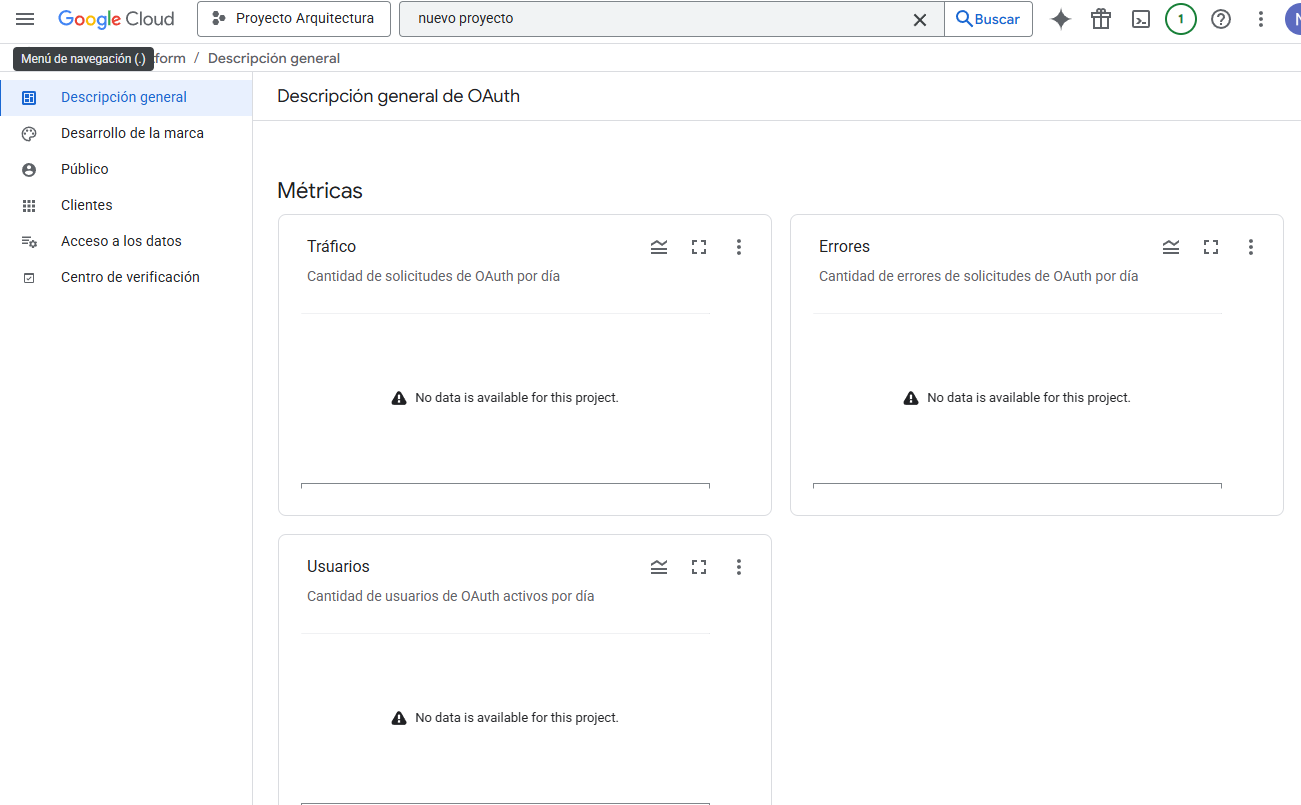 Google Cloud
Proyecto Arquitectura
nuevo proyecto
Buscar
1
N
Menú de navegación (.)
form / Descripción general
Descripción general
Desarrollo de la marca
Público
Clientes
Acceso a los datos
Centro de verificación
Descripción general de OAuth
Métricas
Tráfico
Cantidad de solicitudes de OAuth por día
No data is available for this project.
Errores
Cantidad de errores de solicitudes de OAuth por día
No data is available for this project.
Usuarios
Cantidad de usuarios de OAuth activos por día
No data is available for this project.